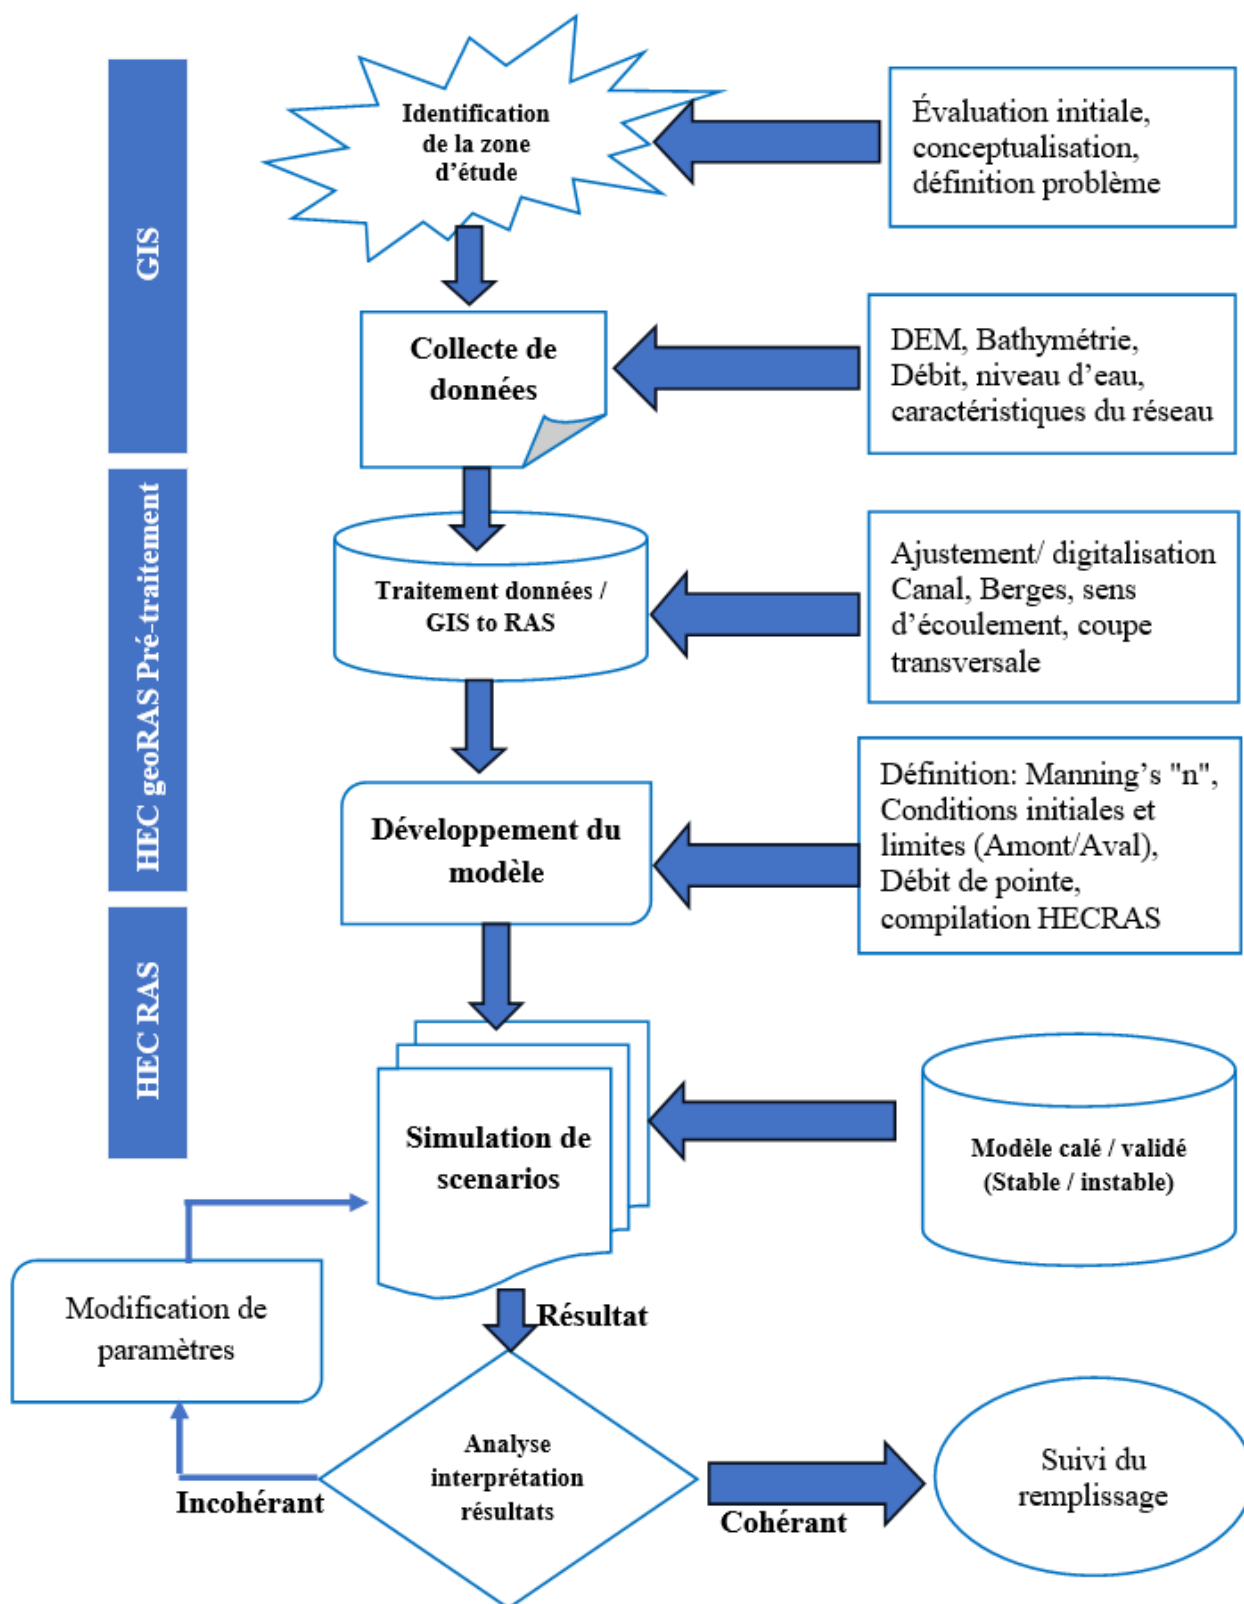 GIS
HEC geoRAS Pré-traitement
HEC RAS
Identification
de la zone
d’étude
Évaluation initiale,
conceptualisation,
définition problème
Collecte de
données
DEM, Bathymétrie,
Débit, niveau d’eau,
caractéristiques du réseau
Traitement données /
GIS to RAS
Ajustement/ digitalisation
Canal, Berges, sens
d’écoulement, coupe
transversale
Développement du
modèle
Définition: Manning’s "n",
Conditions initiales et
limites (Amont/Aval),
Débit de pointe,
compilation HECRAS
Simulation de
scenarios
Modèle calé / validé
(Stable / instable)
Modification de
paramètres
Résultat
Analyse
interprétation
résultats
Incohérant
Cohérant
Suivi du
remplissage